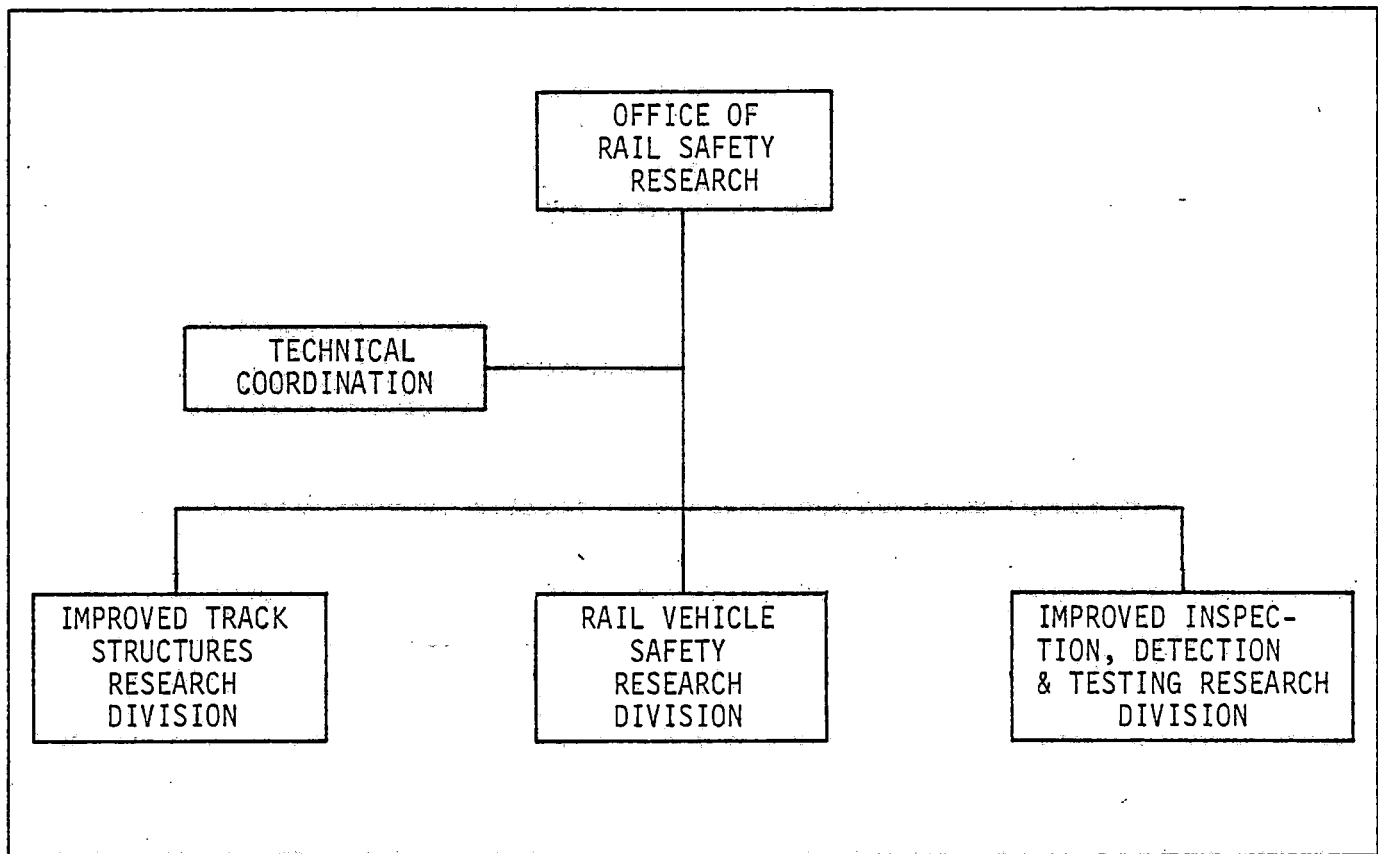 OFFICE OF
RAIL SAFETY
RESEARCH
TECHNICAL
COORDINATION
IMPROVED TRACK
STRUCTURES
RESEARCH
DIVISION
RAIL VEHICLE
SAFETY
RESEARCH
DIVISION
IMPROVED INSPEC-
TION, DETECTION
& TESTING RESEARCH
DIVISION